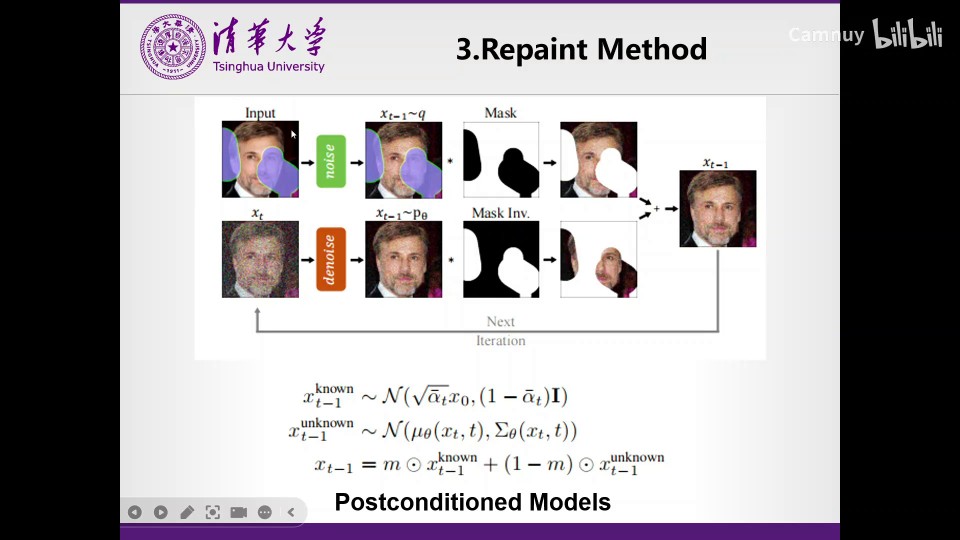 清华大学
Tsinghua University
3.Repaint Method
Camnuy bilibili
Input
x_{t−1}~q
Mask
noise
*
x_{t−1}
+
x_t
x_{t−1}~p_θ
Mask Inv.
denoise
*
Next
Iteration
x_{t−1}^{known} ∼ 𝒩(√ᾱ_t x_0, (1 − ᾱ_t)I)
x_{t−1}^{unknown} ∼ 𝒩(μ_θ(x_t, t), Σ_θ(x_t, t))
x_{t−1} = m ⊙ x_{t−1}^{known} + (1 − m) ⊙ x_{t−1}^{unknown}
Postconditioned Models